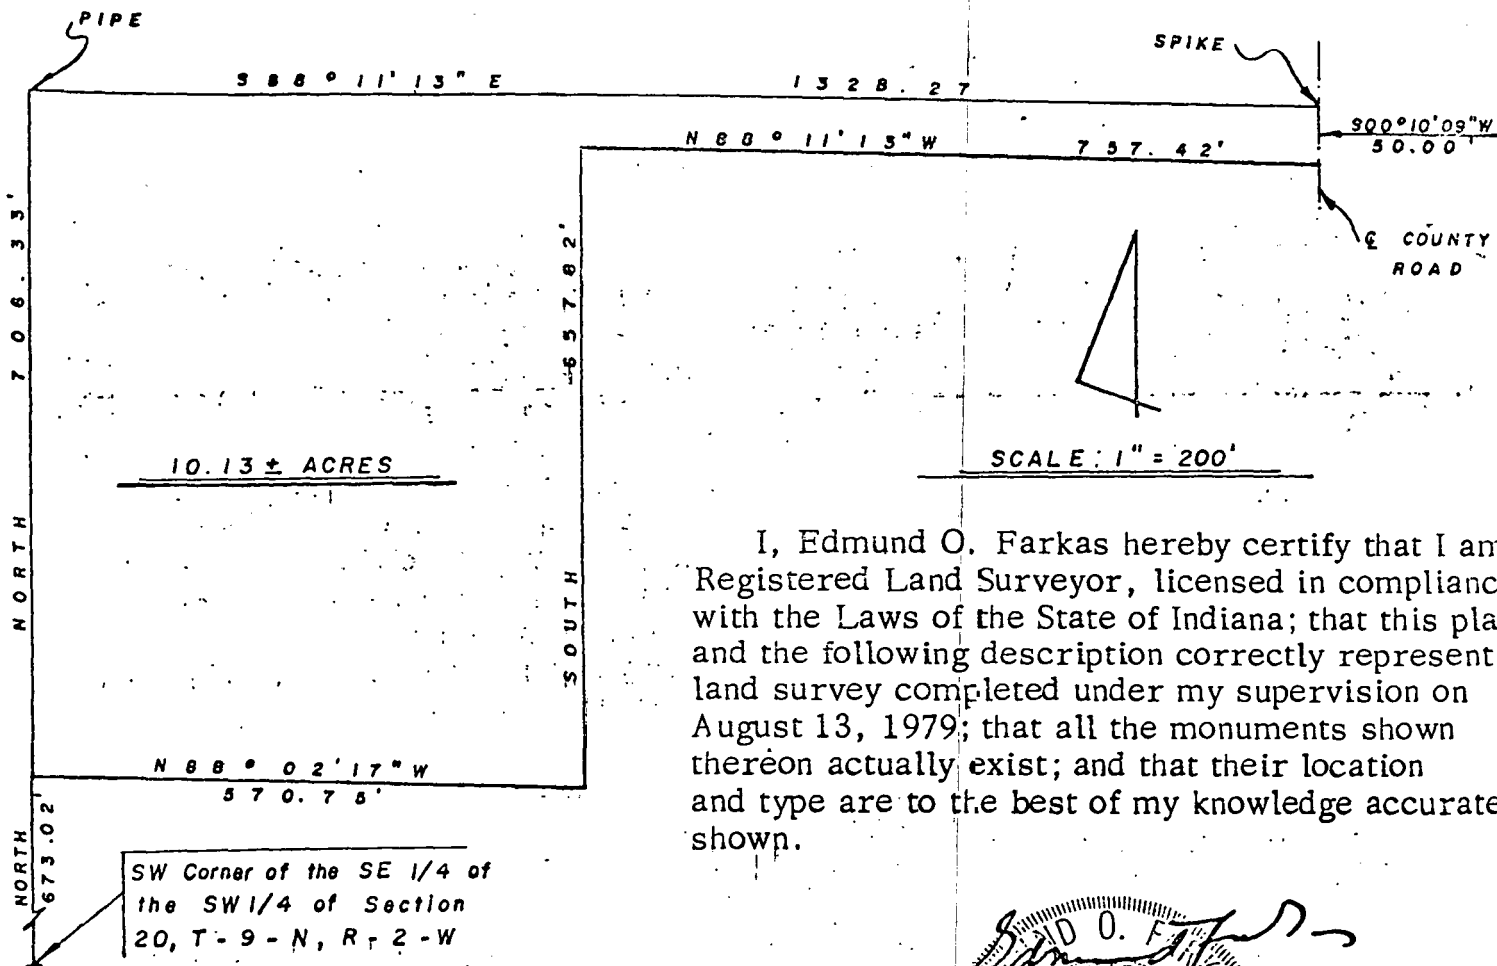 PIPE
SPIKE
S 88° 11' 13" E 1328.27
S00°10'09"W
50.00'
N 88° 11' 13" W 757.42'
℄ COUNTY
ROAD
NORTH 706.33'
SOUTH 657.82'
10.13 ± ACRES
SCALE: 1" = 200'
I, Edmund O. Farkas hereby certify that I am
Registered Land Surveyor, licensed in complianc
with the Laws of the State of Indiana; that this pla
and the following description correctly represent
land survey completed under my supervision on
August 13, 1979; that all the monuments shown
thereon actually exist; and that their location
and type are to the best of my knowledge accurate
shown.
N 88° 02' 17" W
570.75'
NORTH
673.02
SW Corner of the SE 1/4 of
the SW 1/4 of Section
20, T-9-N, R-2-W
D O. F